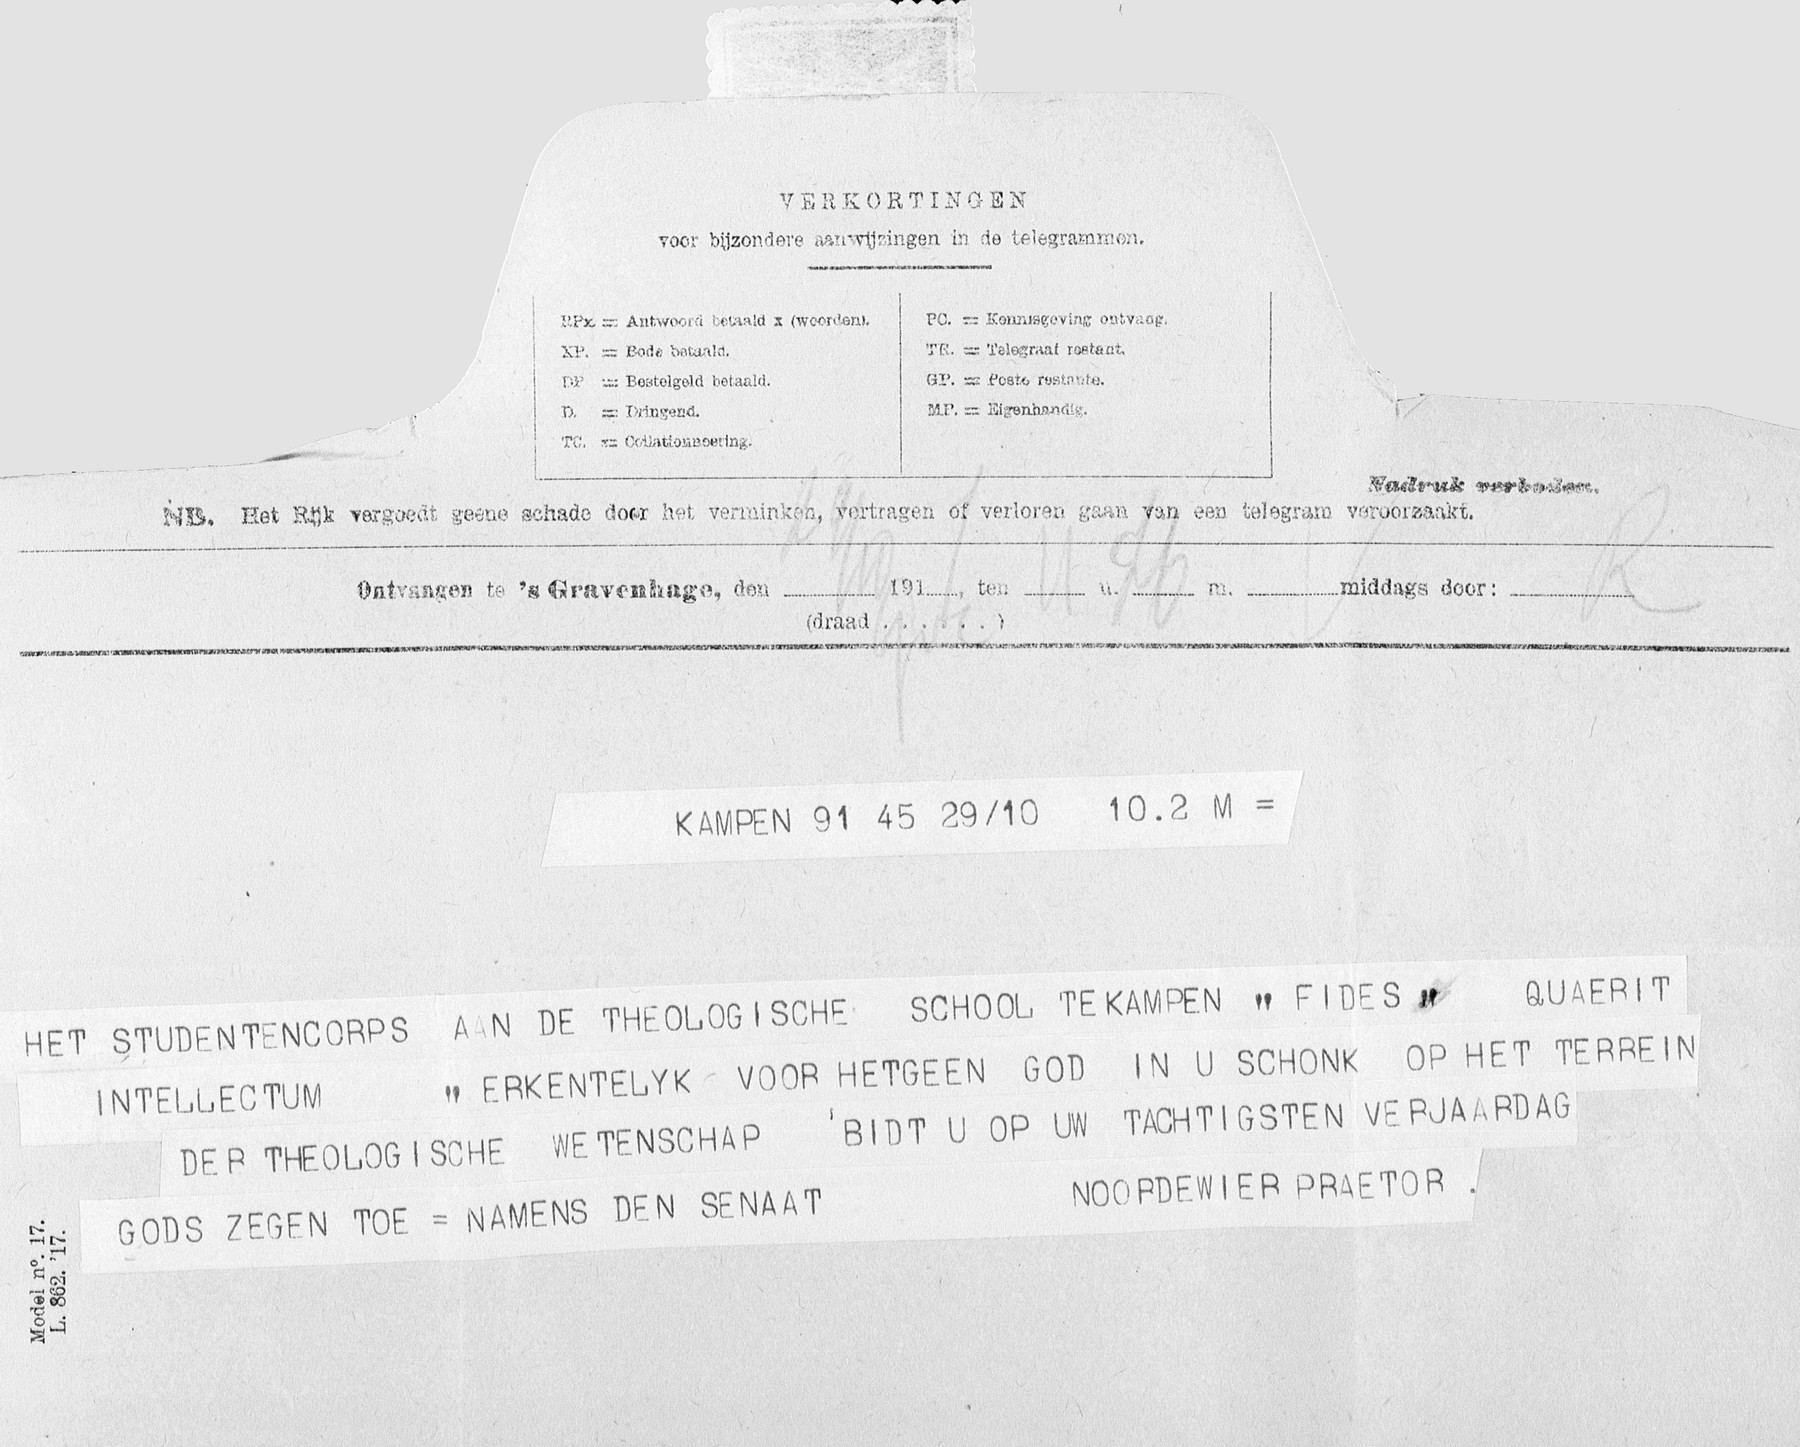 VERKORTINGEN
voor bijzondere aanwijzingen in de telegrammen.
RPx = Antwoord betaald x (woorden).
XP. = Bode betaald.
DP = Bestelgeld betaald.
D. = Dringend.
TC. = Collationneering.
PC. = Kennisgeving ontvang.
TR. = Telegraaf restant.
GP. = Poste restante.
MP. = Eigenhandig.
Nadruk verboden.
NB. Het Rijk vergoedt geene schade door het verminken, vertragen of verloren gaan van een telegram veroorzaakt.
Ontvangen te 's Gravenhage, den 191 , ten u. m. middags door: R
(draad . . . . . . )
KAMPEN 91 45 29/10 10.2 M =
HET STUDENTENCORPS AAN DE THEOLOGISCHE SCHOOL TE KAMPEN " FIDES " QUAERIT
INTELLECTUM " ERKENTELYK VOOR HETGEEN GOD IN U SCHONK OP HET TERREIN
DER THEOLOGISCHE WETENSCHAP 'BIDT U OP UW TACHTIGSTEN VERJAARDAG
GODS ZEGEN TOE = NAMENS DEN SENAAT NOORDEWIER PRAETOR .
Model nº. 17.
L. 862. '17.